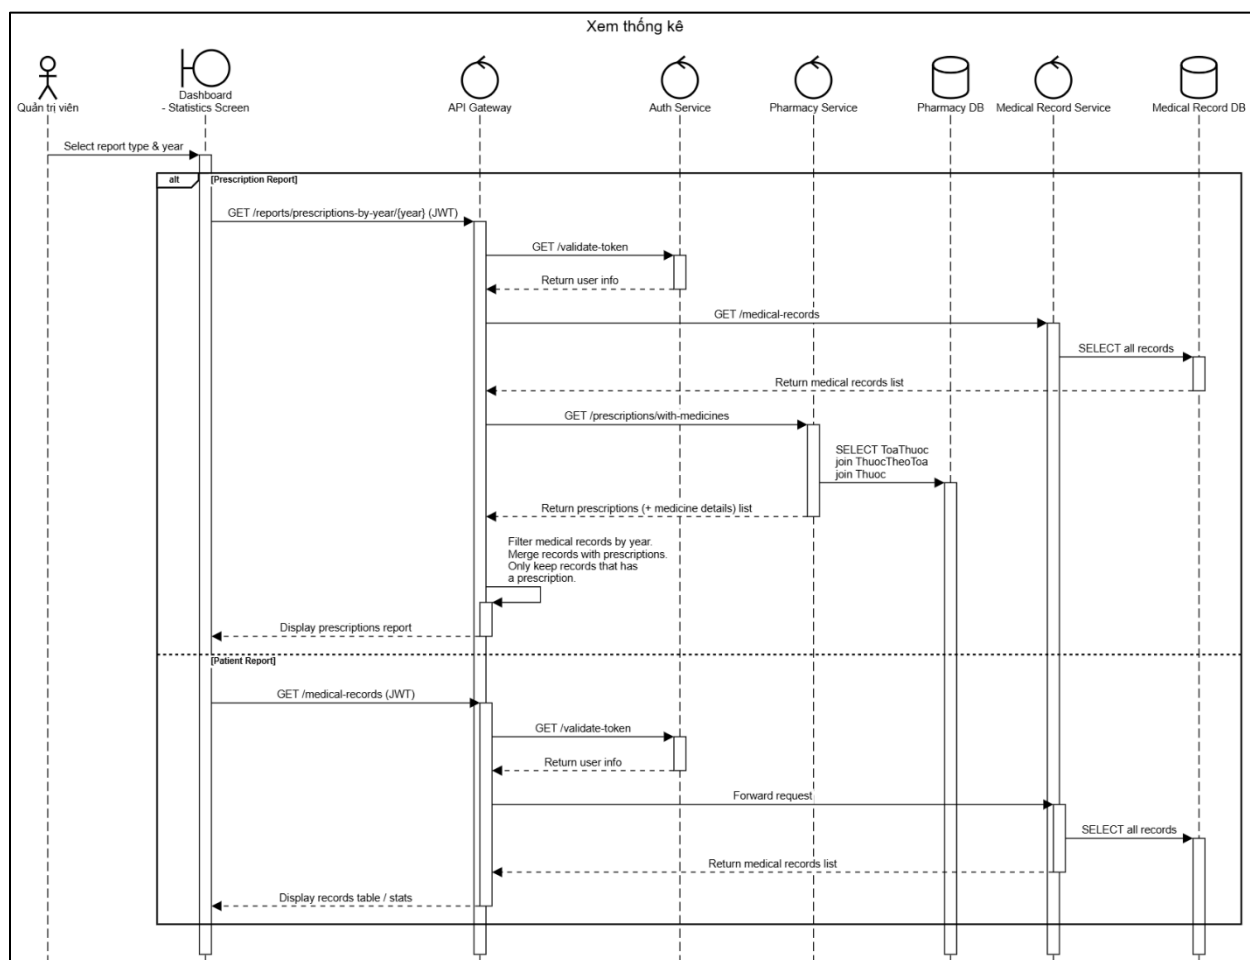 Xem thống kê
Quản trị viên
Dashboard
- Statistics Screen
API Gateway
Auth Service
Pharmacy Service
Pharmacy DB
Medical Record Service
Medical Record DB
Select report type & year
alt
[Prescription Report]
GET /reports/prescriptions-by-year/{year} (JWT)
GET /validate-token
Return user info
GET /medical-records
SELECT all records
Return medical records list
GET /prescriptions/with-medicines
SELECT ToaThuoc
join ThuocTheoToa
join Thuoc
Return prescriptions (+ medicine details) list
Filter medical records by year.
Merge records with prescriptions.
Only keep records that has
a prescription.
Display prescriptions report
[Patient Report]
GET /medical-records (JWT)
GET /validate-token
Return user info
Forward request
SELECT all records
Return medical records list
Display records table / stats